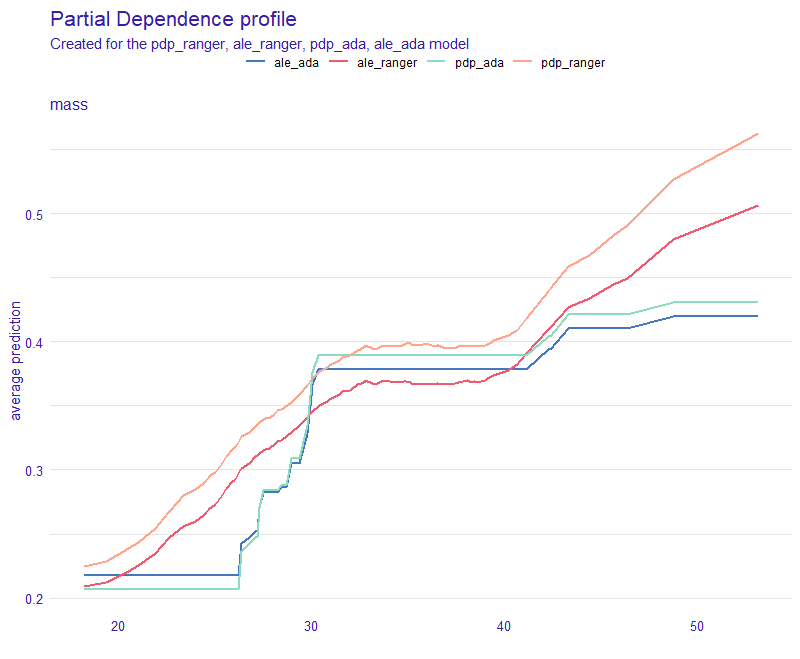 Partial Dependence profile
Created for the pdp_ranger, ale_ranger, pdp_ada, ale_ada model
ale_ada ale_ranger pdp_ada pdp_ranger
mass
average prediction
0.5
0.4
0.3
0.2
20 30 40 50